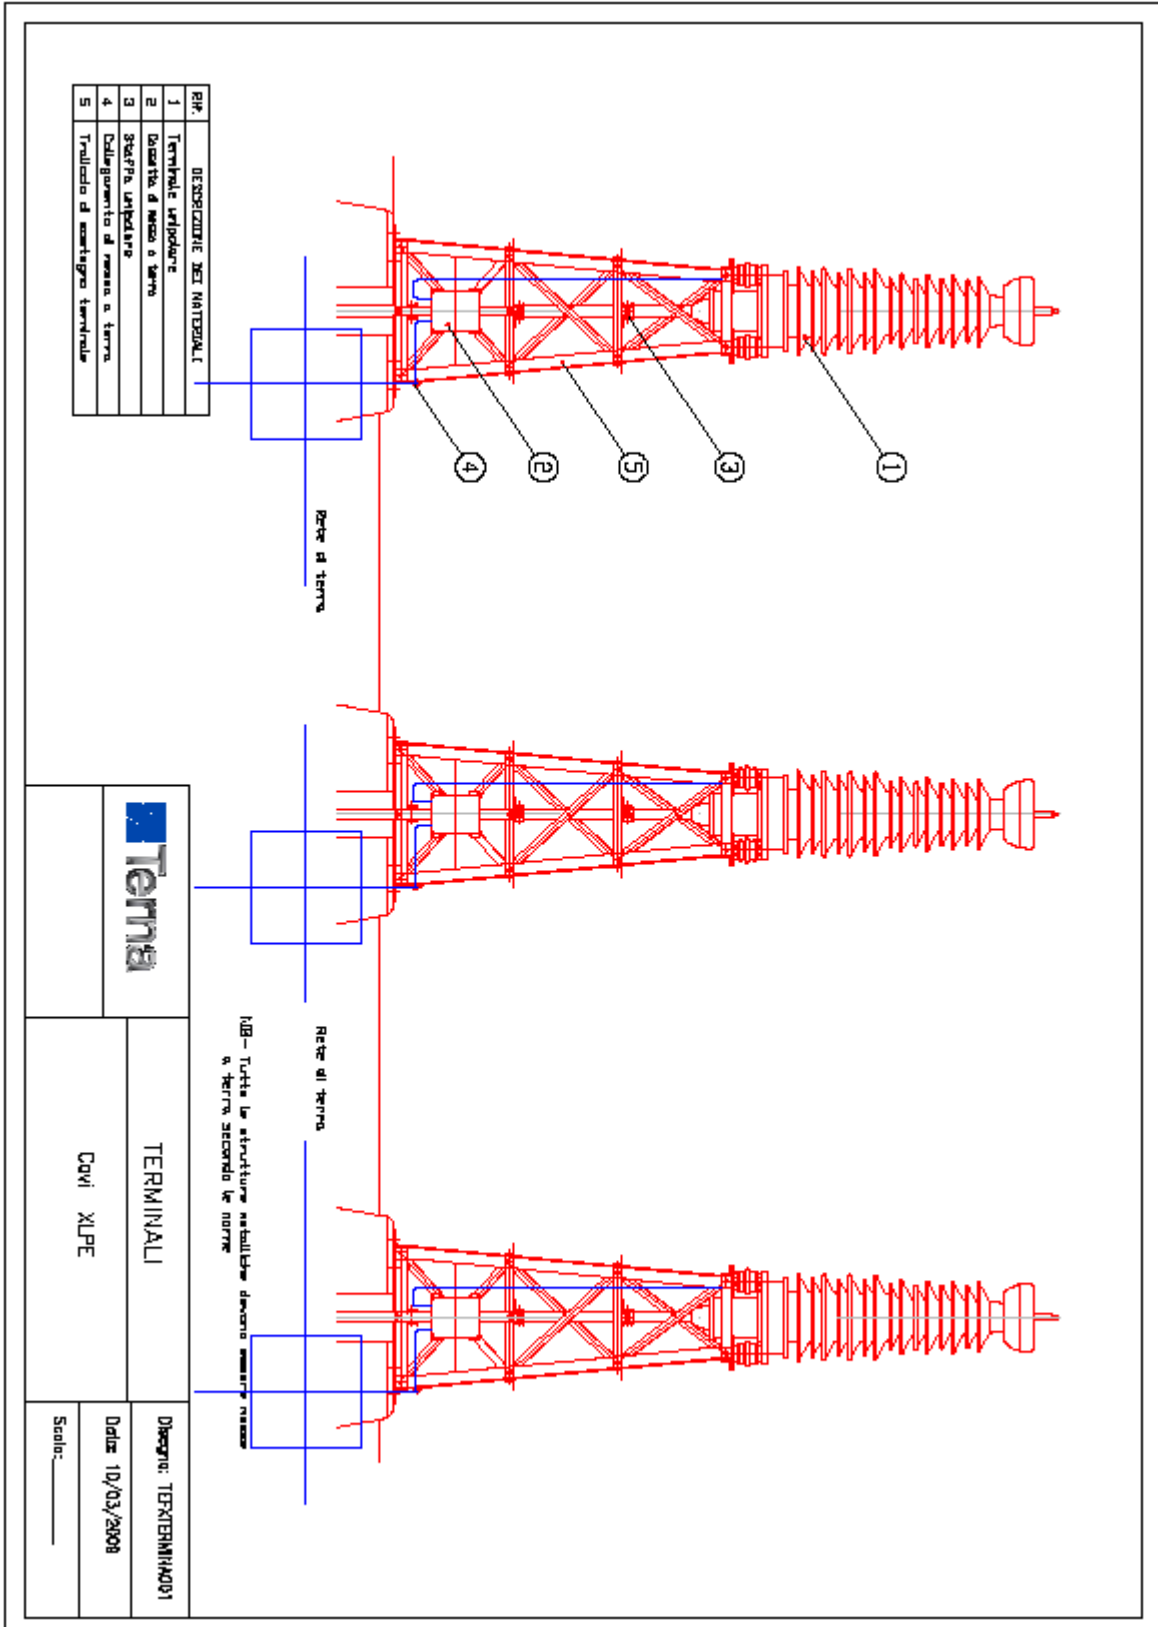 1
3
5
2
4
Rete di terra
Rete di terra
RIF. DESCRIZIONE DEI MATERIALI
1 Terminale unipolare
2 Cassetta di messa a terra
3 Staffa unipolare
4 Collegamento di messa a terra
5 Traliccio di sostegno terminale
NB- Tutte le strutture metalliche devono essere messe
a terra secondo le norme
Terna
TERMINALI
Cavi XLPE
Disegno: TEFXTERMINA001
Data: 10/03/2008
Scala: